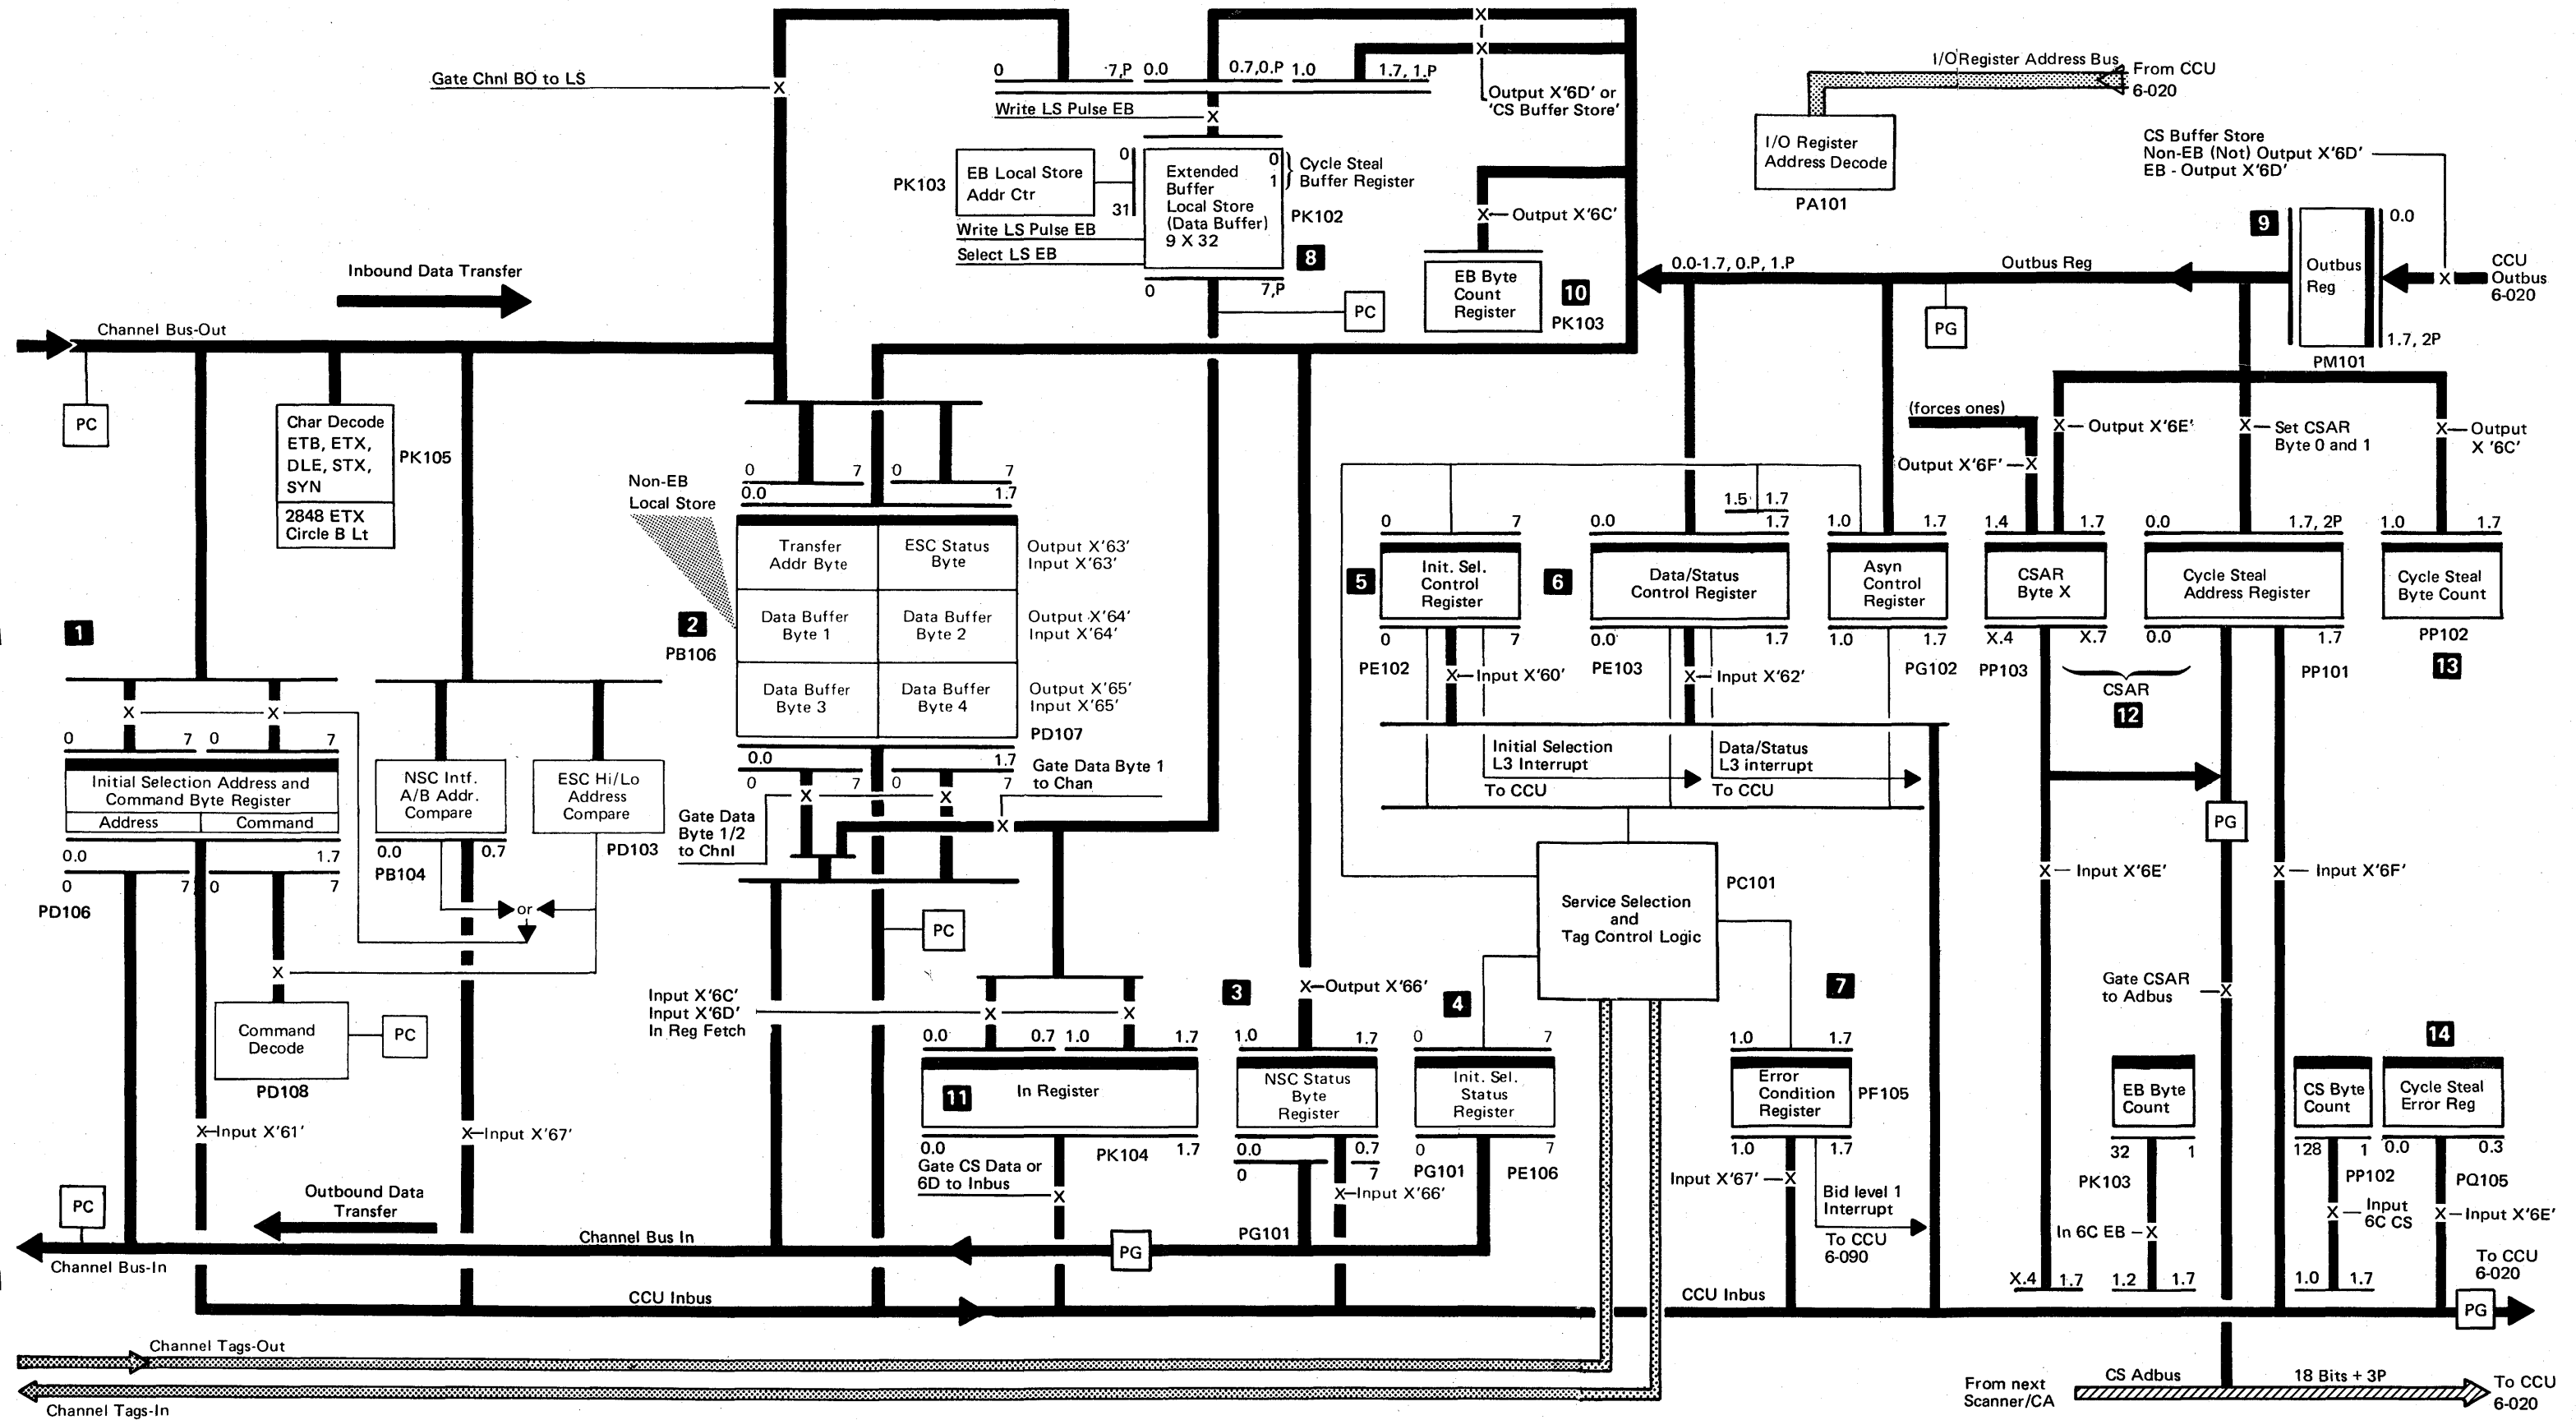 Gate Chnl BO to LS
0 7,P 0.0 0.7,0.P 1.0 1.7, 1.P
Write LS Pulse EB
X
X
X
X
Output X'6D' or
'CS Buffer Store'
I/O Register Address Bus
From CCU
6-020
I/O Register
Address Decode
PA101
CS Buffer Store
Non-EB (Not) Output X'6D'
EB - Output X'6D'
PK103
EB Local Store
Addr Ctr
0
31
Write LS Pulse EB
Select LS EB
Extended
Buffer
Local Store
(Data Buffer)
9 X 32
0
1
Cycle Steal
Buffer Register
PK102
8
0 7,P
PC
X Output X'6C'
EB Byte
Count
Register
10
PK103
0.0-1.7, 0.P, 1.P
Outbus Reg
PG
9
Outbus
Reg
0.0
1.7, 2P
PM101
X
CCU
Outbus
6-020
Inbound Data Transfer
Channel Bus-Out
PC
Char Decode
ETB, ETX,
DLE, STX,
SYN
2848 ETX
Circle B Lt
PK105
Non-EB
Local Store
0 7 0 7
0.0 1.7
2
PB106
Transfer
Addr Byte
ESC Status
Byte
Output X'63'
Input X'63'
Data Buffer
Byte 1
Data Buffer
Byte 2
Output X'64'
Input X'64'
Data Buffer
Byte 3
Data Buffer
Byte 4
Output X'65'
Input X'65'
PD107
0.0 1.7
0 7 0 7
X X
Gate Data Byte 1
to Chan
X
Gate Data
Byte 1/2
to Chnl
PC
1
X X
0 7 0 7
Initial Selection Address and
Command Byte Register
Address Command
0.0 1.7
0 7 0 7
PD106
NSC Intf.
A/B Addr.
Compare
0.0 0.7
PB104
ESC Hi/Lo
Address
Compare
PD103
or
X
Command
Decode
PC
PD108
X Input X'61'
X Input X'67'
(forces ones)
Output X'6F' X
X Output X'6E'
X Set CSAR
Byte 0 and 1
X Output
X '6C'
5
0 7
Init. Sel.
Control
Register
0 7
PE102
X Input X'60'
6
1.5 1.7
0.0 1.7
Data/Status
Control Register
0.0 1.7
PE103
X Input X'62'
1.0 1.7
Asyn
Control
Register
1.0 1.7
PG102
1.4 1.7
CSAR
Byte X
X.4 X.7
PP103
CSAR
12
0.0 1.7, 2P
Cycle Steal
Address Register
0.0 1.7
PP101
1.0 1.7
Cycle Steal
Byte Count
PP102
13
Initial Selection
L3 Interrupt
To CCU
Data/Status
L3 interrupt
To CCU
PG
Service Selection
and
Tag Control Logic
PC101
X Input X'6E'
X Input X'6F'
Gate CSAR
to Adbus
X
Input X'6C'
Input X'6D'
In Reg Fetch
X X
0.0 0.7 1.0 1.7
11
In Register
0.0 1.7
PK104
Gate CS Data or
6D to Inbus
X
3
X Output X'66'
1.0 1.7
NSC Status
Byte
Register
0.0 0.7
0 7
X Input X'66'
PG101
4
0 7
Init. Sel.
Status
Register
0 7
PG101
PE106
7
1.0 1.7
Error
Condition
Register
PF105
1.0 1.7
Input X'67' X
Bid level 1
Interrupt
To CCU
6-090
EB Byte
Count
32 1
PK103
In 6C EB X
X.4 1.7
1.2 1.7
CS Byte
Count
128 1
PP102
X Input
6C CS
1.0 1.7
14
Cycle Steal
Error Reg
0.0 0.3
PQ105
X Input X'6E'
To CCU
6-020
PG
PC
Outbound Data
Transfer
Channel Bus In
PG
Channel Bus-In
CCU Inbus
CCU Inbus
Channel Tags-Out
Channel Tags-In
From next
Scanner/CA
CS Adbus
18 Bits + 3P
To CCU
6-020